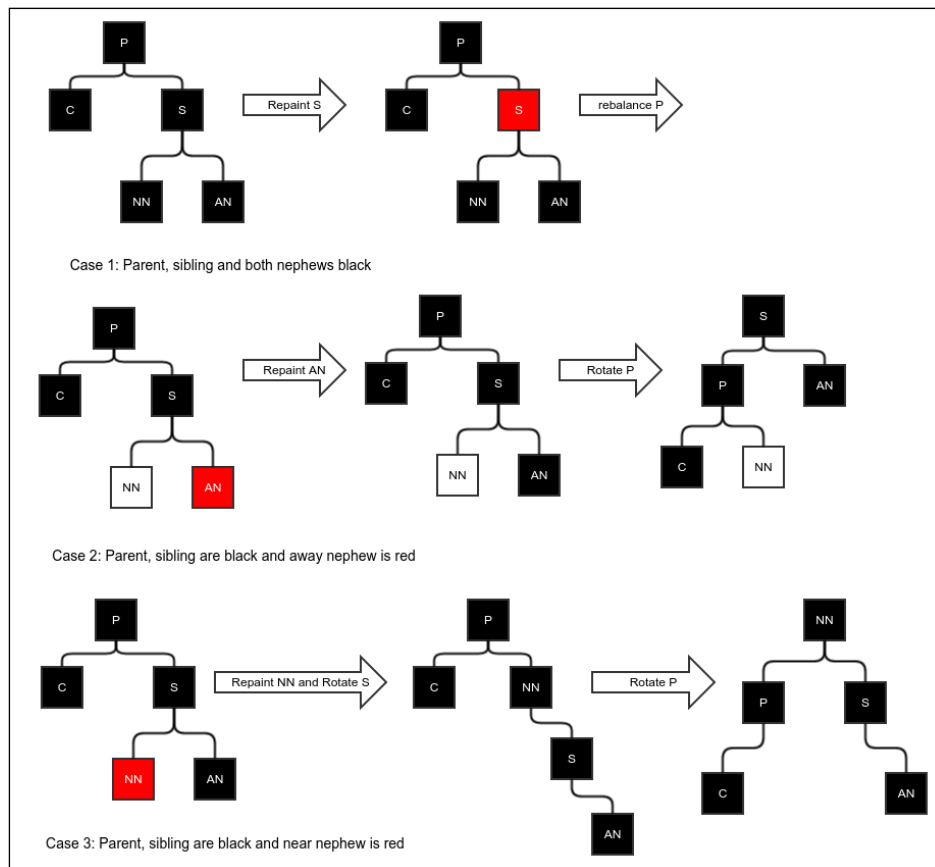 P P
C S Repaint S C S rebalance P
NN AN NN AN
Case 1: Parent, sibling and both nephews black
P P S
C S Repaint AN C S Rotate P P AN
NN AN NN AN C NN
Case 2: Parent, sibling are black and away nephew is red
P P NN
C S Repaint NN and Rotate S C NN Rotate P P S
NN AN S C AN
AN
Case 3: Parent, sibling are black and near nephew is red